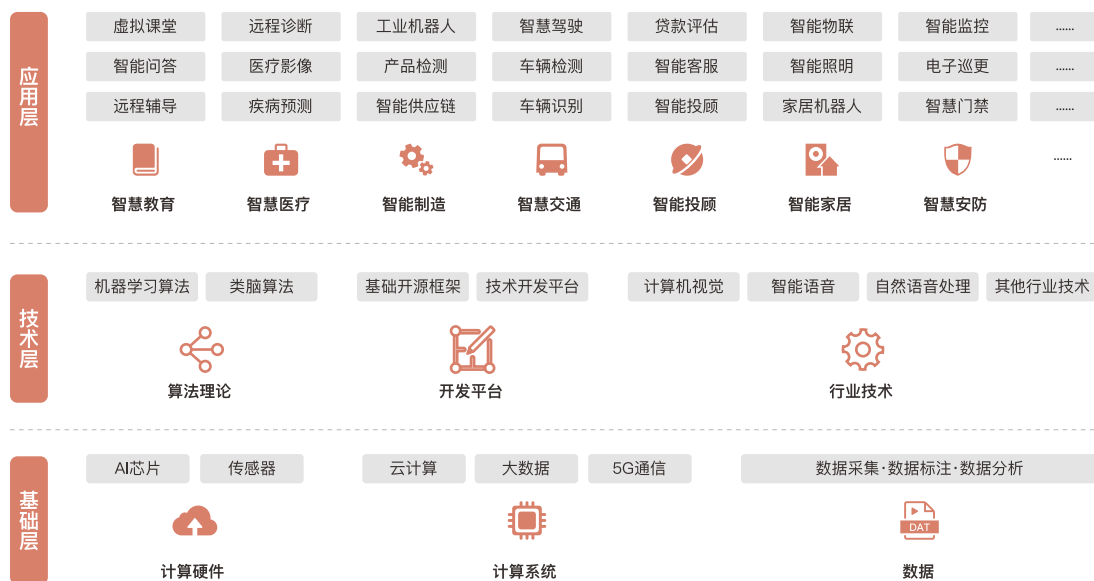 应用层
虚拟课堂 远程诊断 工业机器人 智慧驾驶 贷款评估 智能物联 智能监控 ......
智能问答 医疗影像 产品检测 车辆检测 智能客服 智能照明 电子巡更 ......
远程辅导 疾病预测 智能供应链 车辆识别 智能投顾 家居机器人 智慧门禁 ......
......
智慧教育 智慧医疗 智能制造 智慧交通 智能投顾 智能家居 智慧安防
技术层
机器学习算法 类脑算法 基础开源框架 技术开发平台 计算机视觉 智能语音 自然语音处理 其他行业技术
算法理论 开发平台 行业技术
基础层
AI芯片 传感器 云计算 大数据 5G通信 数据采集·数据标注·数据分析
DAT
计算硬件 计算系统 数据